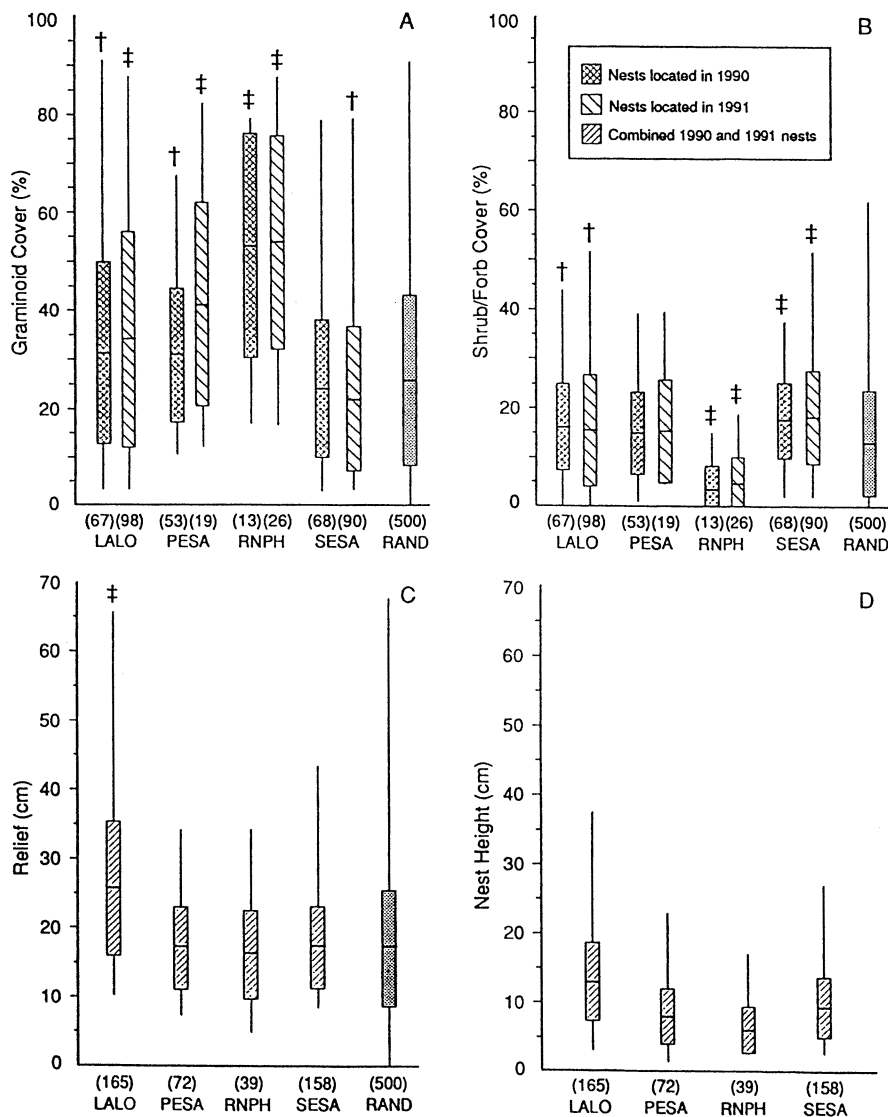 A
100
80
60
40
20
0
Graminoid Cover (%)
† ‡ † ‡ ‡ ‡ †
(67)(98) (53)(19) (13)(26) (68)(90) (500)
LALO PESA RNPH SESA RAND
B
100
80
60
40
20
0
Shrub/Forb Cover (%)
Nests located in 1990
Nests located in 1991
Combined 1990 and 1991 nests
† † ‡ ‡ ‡ ‡
(67)(98) (53)(19) (13)(26) (68)(90) (500)
LALO PESA RNPH SESA RAND
C
70
60
50
40
30
20
10
0
Relief (cm)
‡
(165) (72) (39) (158) (500)
LALO PESA RNPH SESA RAND
D
70
60
50
40
30
20
10
0
Nest Height (cm)
(165) (72) (39) (158)
LALO PESA RNPH SESA